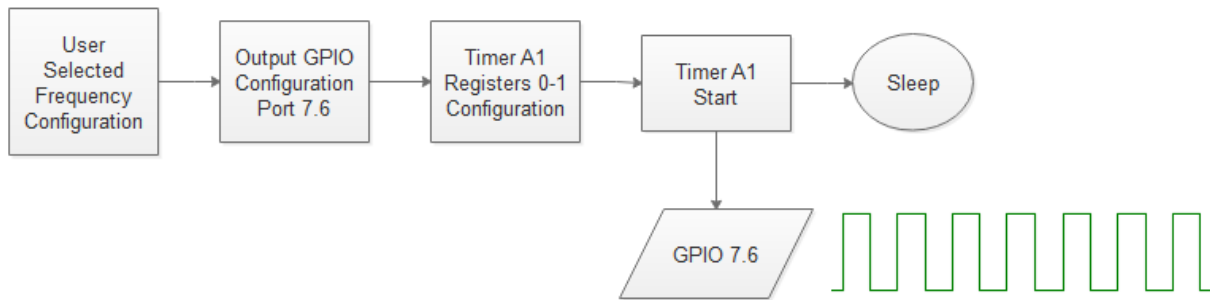 User
Selected
Frequency
Configuration
Output GPIO
Configuration
Port 7.6
Timer A1
Registers 0-1
Configuration
Timer A1
Start
Sleep
GPIO 7.6